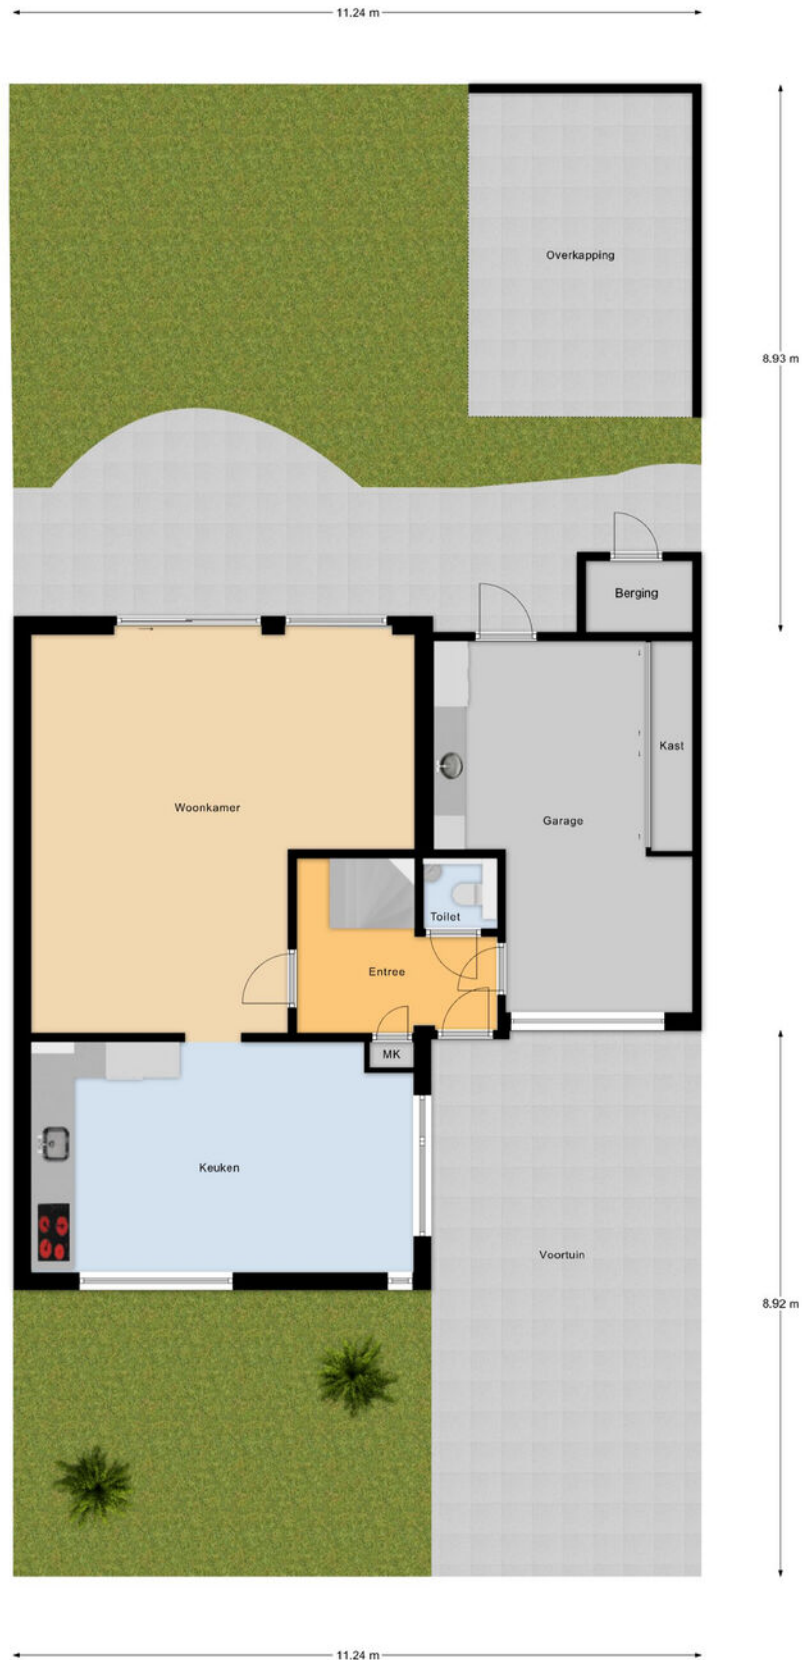 11.24 m
Overkapping
8.93 m
Berging
Kast
Woonkamer
Garage
Toilet
Entree
MK
Keuken
Voortuin
8.92 m
11.24 m